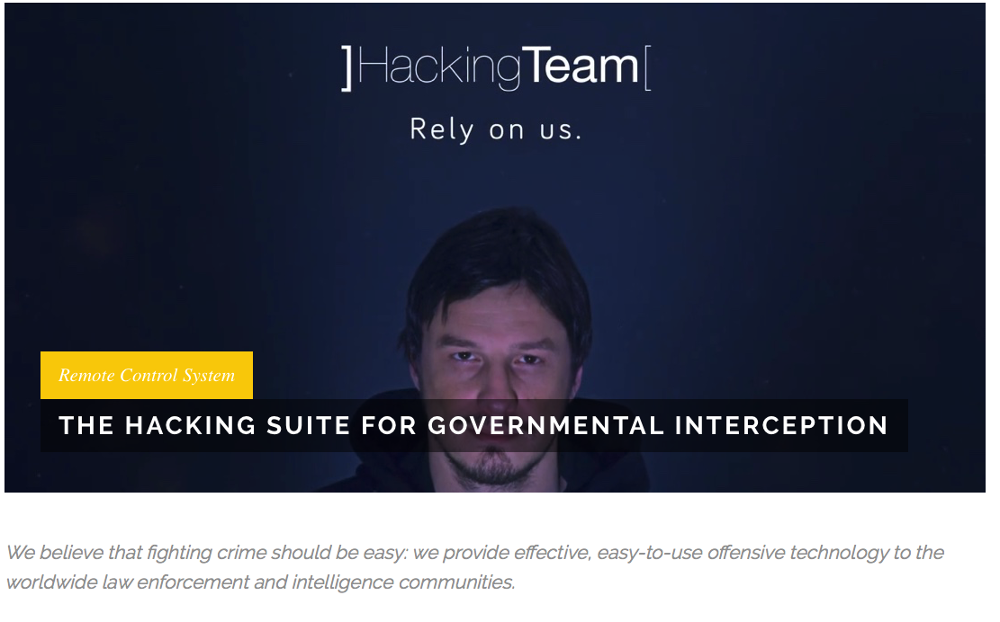 ]HackingTeam[
Rely on us.
Remote Control System
THE HACKING SUITE FOR GOVERNMENTAL INTERCEPTION
We believe that fighting crime should be easy: we provide effective, easy-to-use offensive technology to the
worldwide law enforcement and intelligence communities.